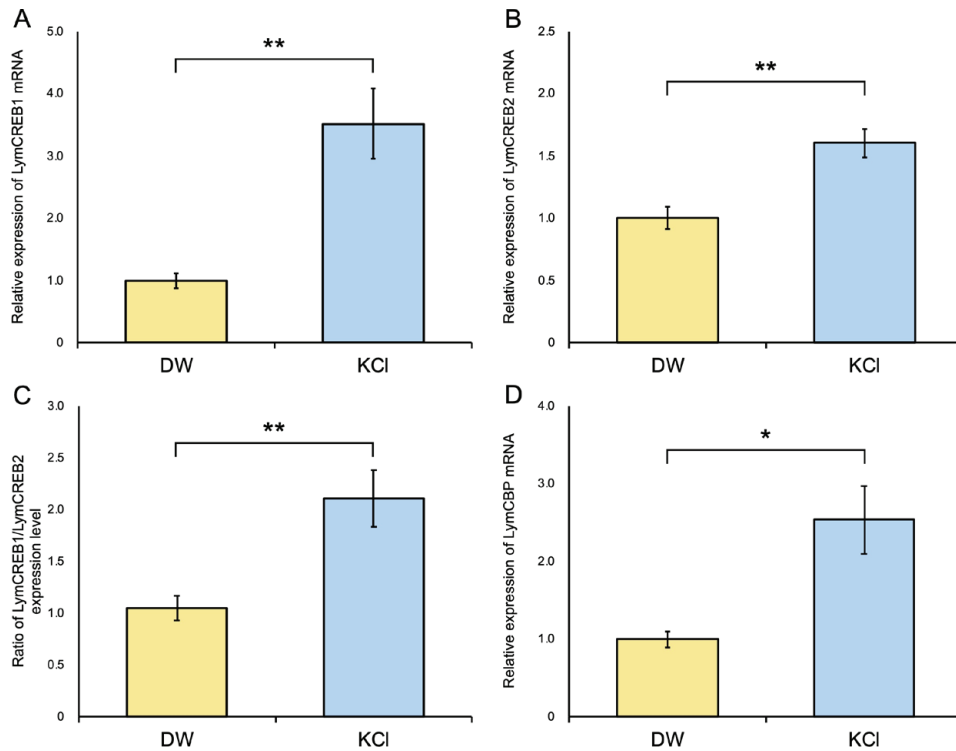 A
Relative expression of LymCREB1 mRNA
5.0
4.0
3.0
2.0
1.0
0
**
DW
KCl
B
Relative expression of LymCREB2 mRNA
2.5
2.0
1.5
1.0
0.5
0
**
DW
KCl
C
Ratio of LymCREB1/LymCREB2
expression level
3.0
2.5
2.0
1.5
1.0
0.5
0
**
DW
KCl
D
Relative expression of LymCBP mRNA
4.0
3.0
2.0
1.0
0
*
DW
KCl